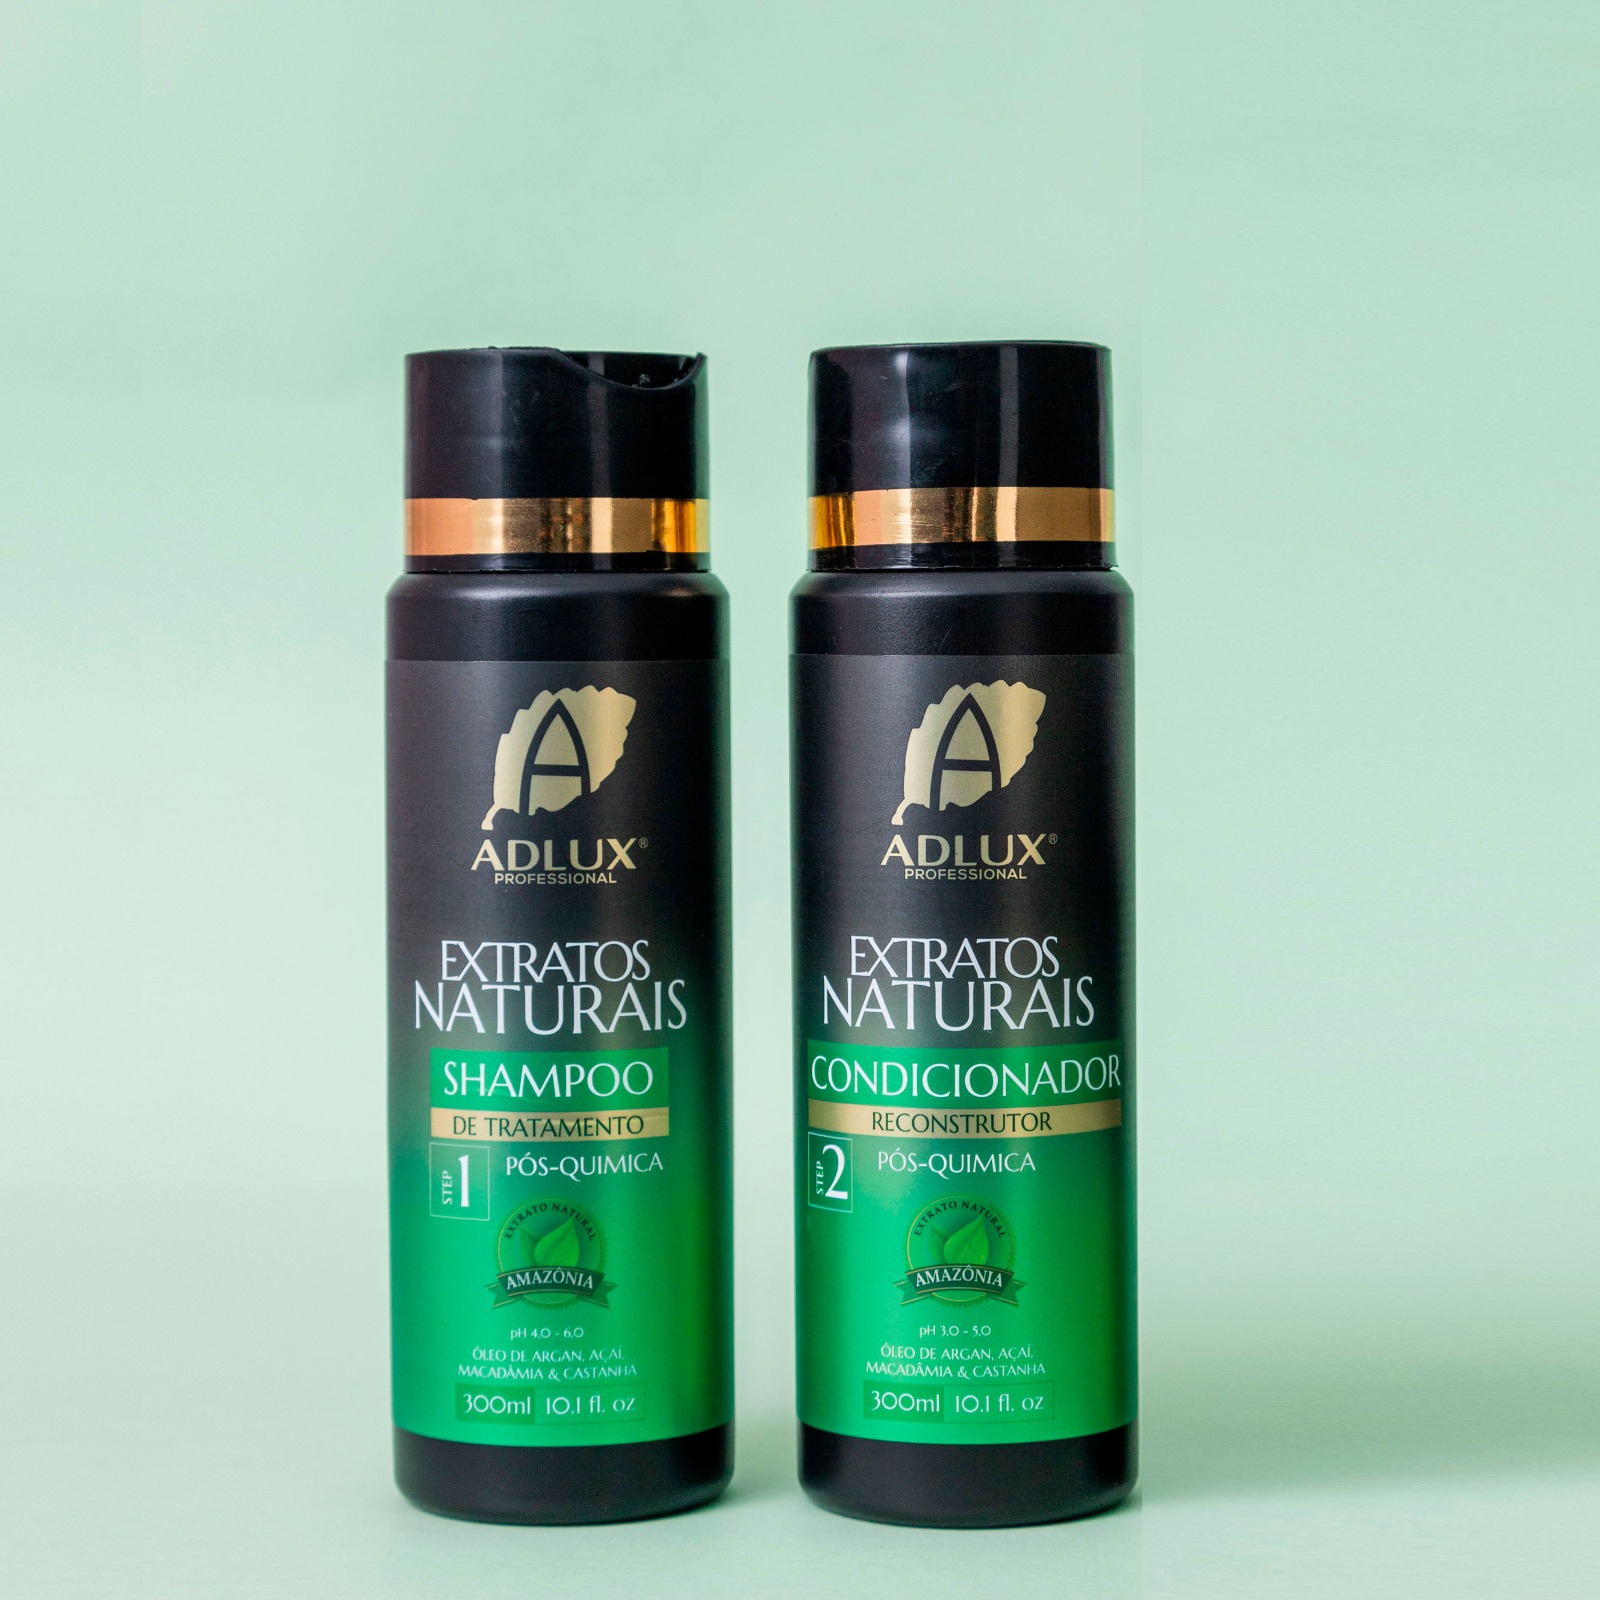 A
ADLUX®
PROFESSIONAL
EXTRATOS
NATURAIS
SHAMPOO
DE TRATAMENTO
STEP 1
PÓS-QUIMICA
EXTRATO NATURAL
AMAZÔNIA
pH 4,0 - 6,0
ÓLEO DE ARGAN, AÇAÍ,
MACADÂMIA & CASTANHA
300ml 10.1 fl. oz
A
ADLUX®
PROFESSIONAL
EXTRATOS
NATURAIS
CONDICIONADOR
RECONSTRUTOR
STEP 2
PÓS-QUIMICA
EXTRATO NATURAL
AMAZÔNIA
pH 3,0 - 5,0
ÓLEO DE ARGAN, AÇAÍ,
MACADÂMIA & CASTANHA
300ml 10.1 fl. oz